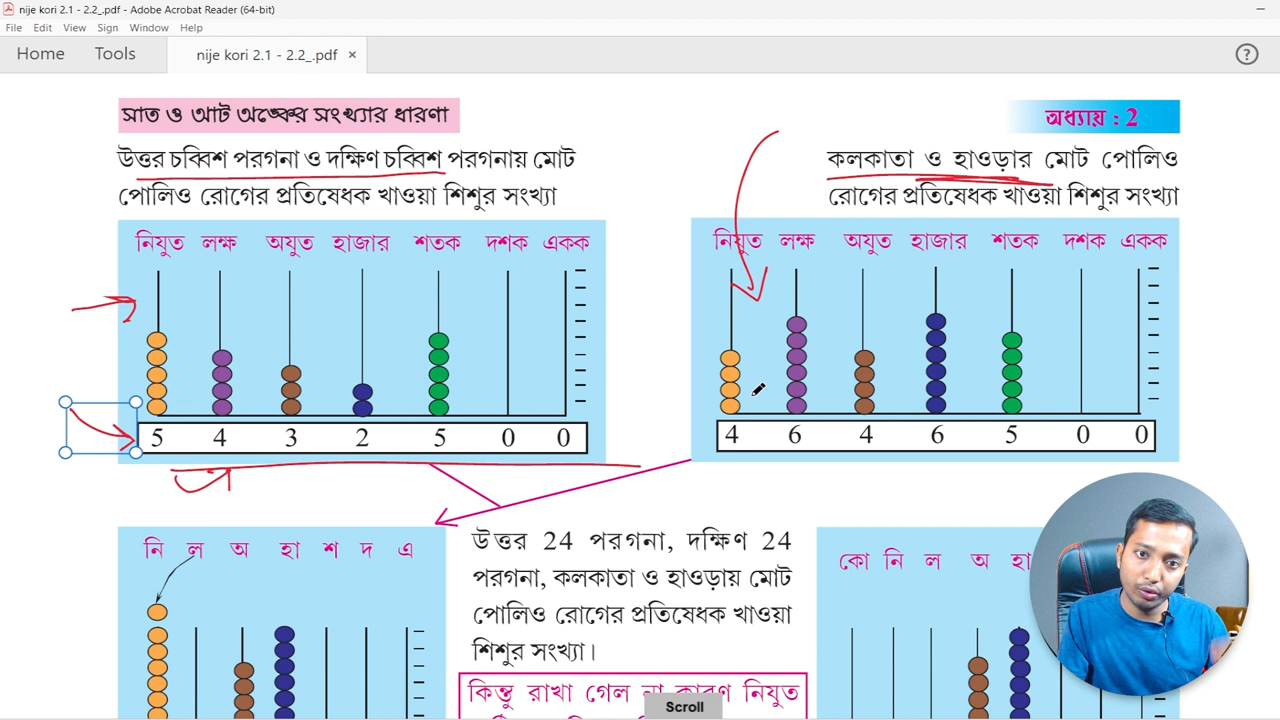 nije kori 2.1 - 2.2_.pdf - Adobe Acrobat Reader (64-bit)
File Edit View Sign Window Help
Home Tools nije kori 2.1 - 2.2_.pdf ×
সাত ও আট অঙ্কের সংখ্যার ধারণা
অধ্যায় : 2
উত্তর চব্বিশ পরগনা ও দক্ষিণ চব্বিশ পরগনায় মোট
পোলিও রোগের প্রতিষেধক খাওয়া শিশুর সংখ্যা
কলকাতা ও হাওড়ার মোট পোলিও
রোগের প্রতিষেধক খাওয়া শিশুর সংখ্যা
নিযুত লক্ষ অযুত হাজার শতক দশক একক
5 4 3 2 5 0 0
নিযুত লক্ষ অযুত হাজার শতক দশক একক
4 6 4 6 5 0 0
নি ল অ হা শ দ এ
উত্তর 24 পরগনা, দক্ষিণ 24
পরগনা, কলকাতা ও হাওড়ায় মোট
পোলিও রোগের প্রতিষেধক খাওয়া
শিশুর সংখ্যা।
কিন্তু রাখা গেল না কারণ নিযুত
কো নি ল অ হা
Scroll